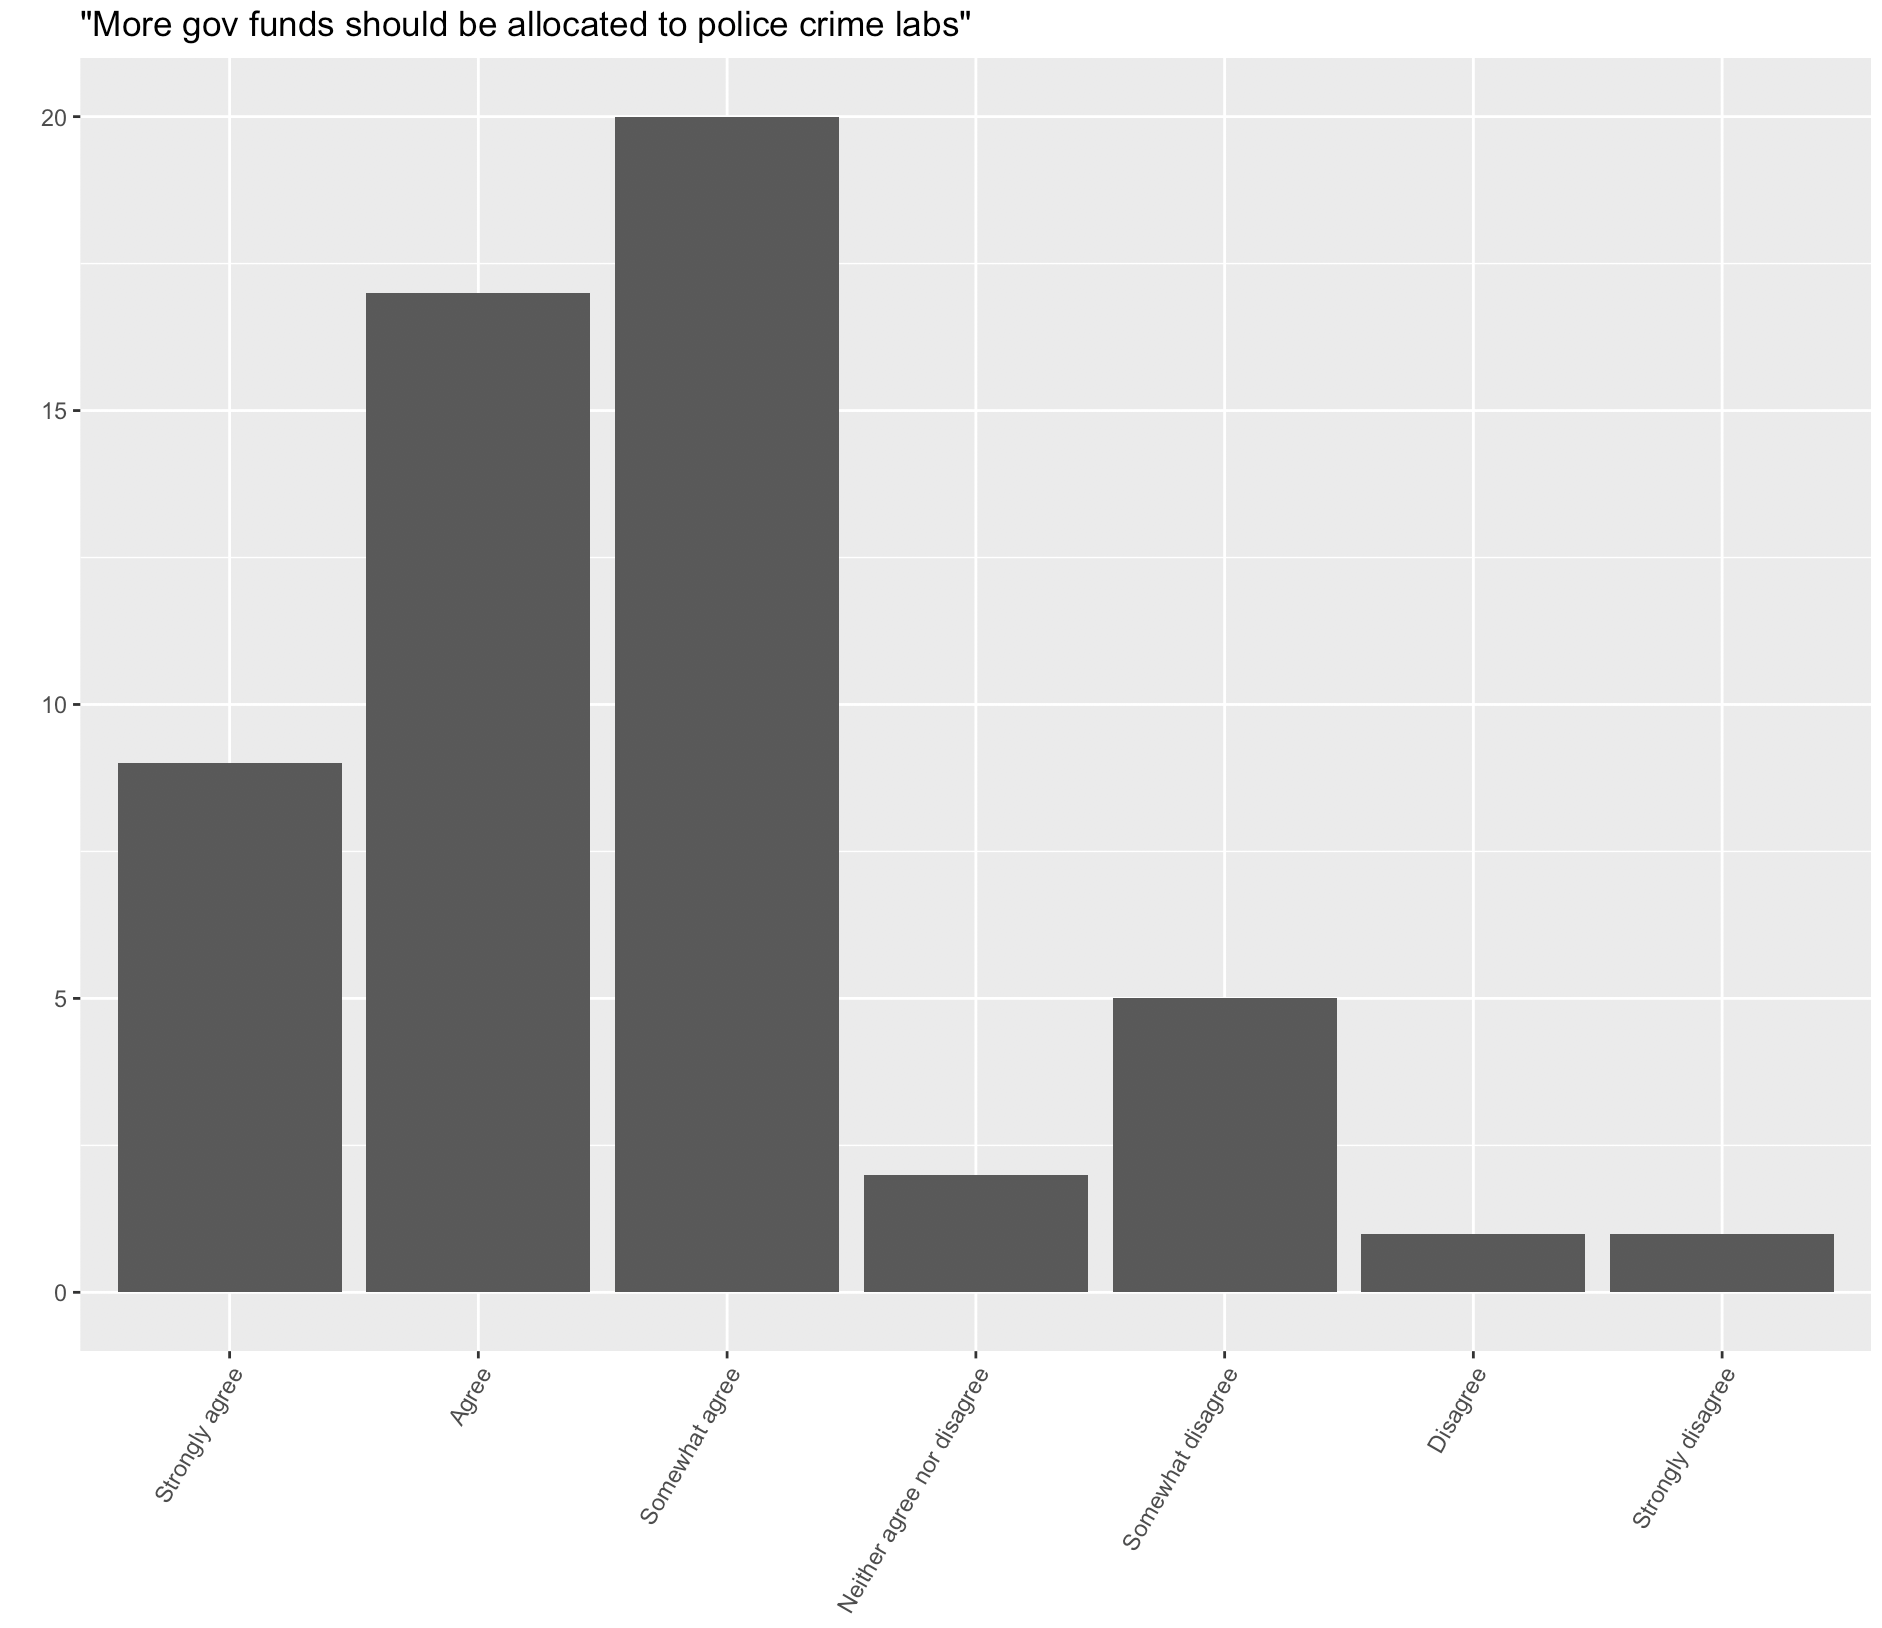 "More gov funds should be allocated to police crime labs"
20
15
10
5
0
Strongly agree
Agree
Somewhat agree
Neither agree nor disagree
Somewhat disagree
Disagree
Strongly disagree